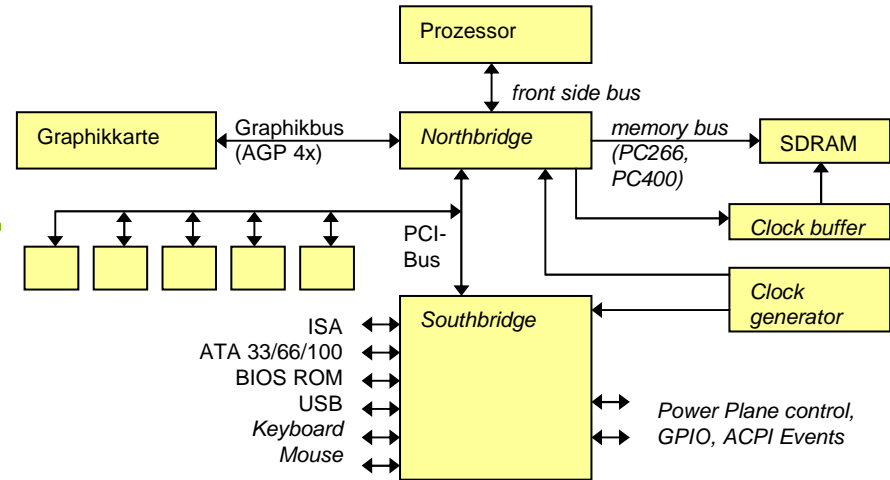 Prozessor
front side bus
Graphikkarte
Graphikbus
(AGP 4x)
Northbridge
memory bus
(PC266,
PC400)
SDRAM
Clock buffer
PCI-
Bus
Clock
generator
Southbridge
ISA
ATA 33/66/100
BIOS ROM
USB
Keyboard
Mouse
Power Plane control,
GPIO, ACPI Events